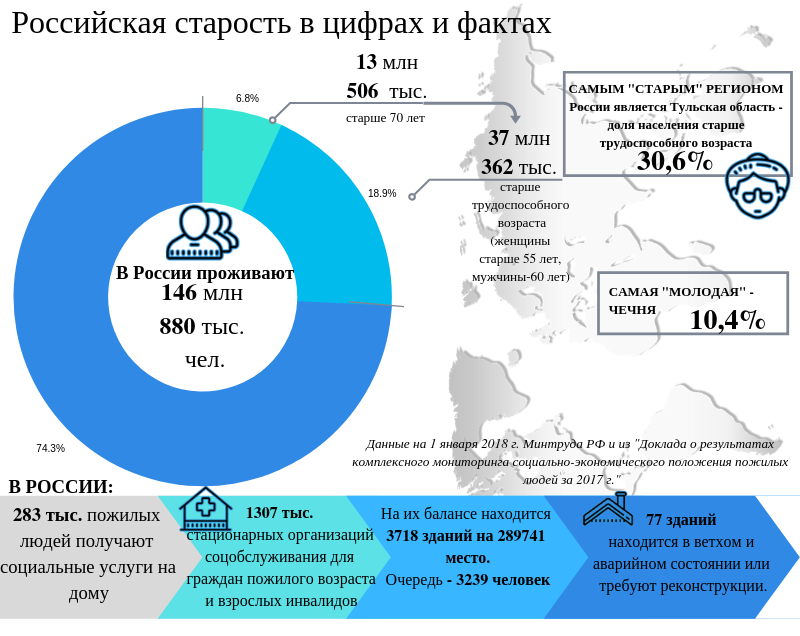 Российская старость в цифрах и фактах
13 млн
506 тыс.
старше 70 лет
6.8%
18.9%
74.3%
37 млн
362 тыс.
старше
трудоспособного
возраста
(женщины
старше 55 лет,
мужчины-60 лет)
САМЫМ "СТАРЫМ" РЕГИОНОМ
России является Тульская область -
доля населения старше
трудоспособного возраста
30,6%
САМАЯ "МОЛОДАЯ" -
ЧЕЧНЯ
10,4%
В России проживают
146 млн
880 тыс.
чел.
Данные на 1 января 2018 г. Минтруда РФ и из "Доклада о результатах
комплексного мониторинга социально-экономического положения пожилых
людей за 2017 г."
В РОССИИ:
283 тыс. пожилых
людей получают
социальные услуги на
дому
1307 тыс.
стационарных организаций
соцобслуживания для
граждан пожилого возраста
и взрослых инвалидов
На их балансе находится
3718 зданий на 289741
место.
Очередь - 3239 человек
77 зданий
находится в ветхом и
аварийном состоянии или
требуют реконструкции.